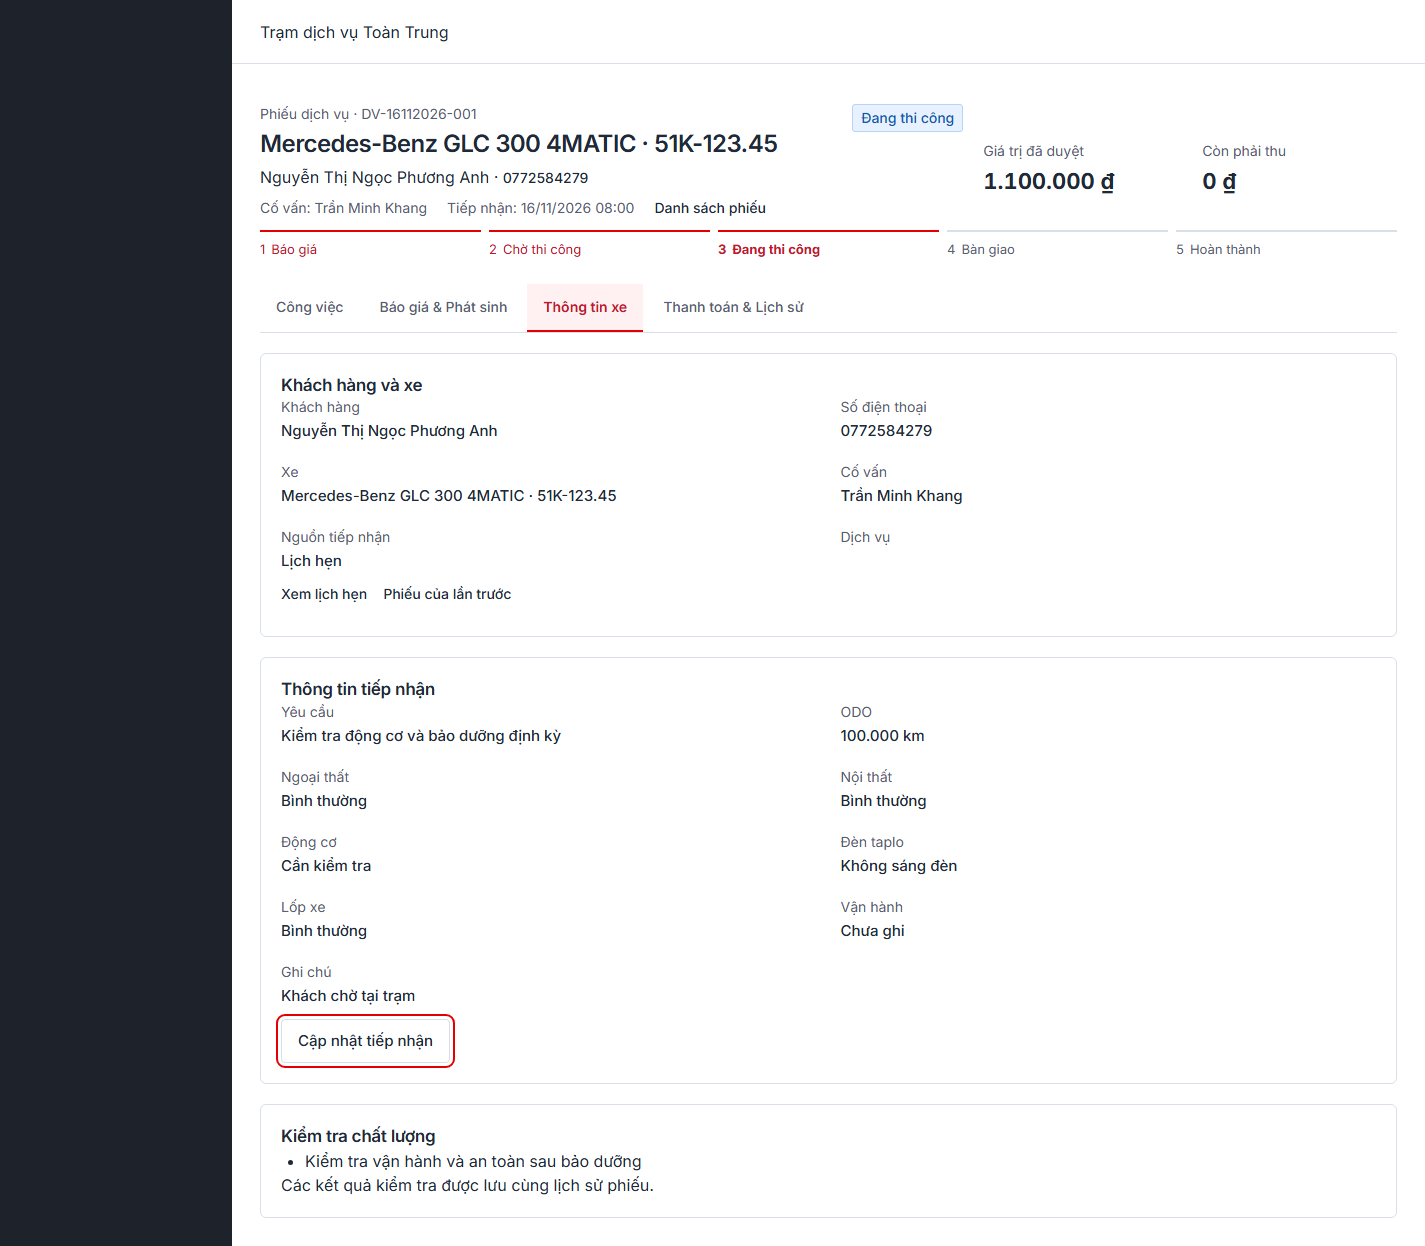 Trạm dịch vụ Toàn Trung
Phiếu dịch vụ · DV-16112026-001
Đang thi công
Mercedes-Benz GLC 300 4MATIC · 51K-123.45
Giá trị đã duyệt
Còn phải thu
1.100.000 ₫
0 ₫
Nguyễn Thị Ngọc Phương Anh · 0772584279
Cố vấn: Trần Minh Khang Tiếp nhận: 16/11/2026 08:00 Danh sách phiếu
1 Báo giá
2 Chờ thi công
3 Đang thi công
4 Bàn giao
5 Hoàn thành
Công việc
Báo giá & Phát sinh
Thông tin xe
Thanh toán & Lịch sử
Khách hàng và xe
Khách hàng
Nguyễn Thị Ngọc Phương Anh
Số điện thoại
0772584279
Xe
Mercedes-Benz GLC 300 4MATIC · 51K-123.45
Cố vấn
Trần Minh Khang
Nguồn tiếp nhận
Lịch hẹn
Dịch vụ
Xem lịch hẹn Phiếu của lần trước
Thông tin tiếp nhận
Yêu cầu
Kiểm tra động cơ và bảo dưỡng định kỳ
ODO
100.000 km
Ngoại thất
Bình thường
Nội thất
Bình thường
Động cơ
Cần kiểm tra
Đèn taplo
Không sáng đèn
Lốp xe
Bình thường
Vận hành
Chưa ghi
Ghi chú
Khách chờ tại trạm
Cập nhật tiếp nhận
Kiểm tra chất lượng
• Kiểm tra vận hành và an toàn sau bảo dưỡng
Các kết quả kiểm tra được lưu cùng lịch sử phiếu.